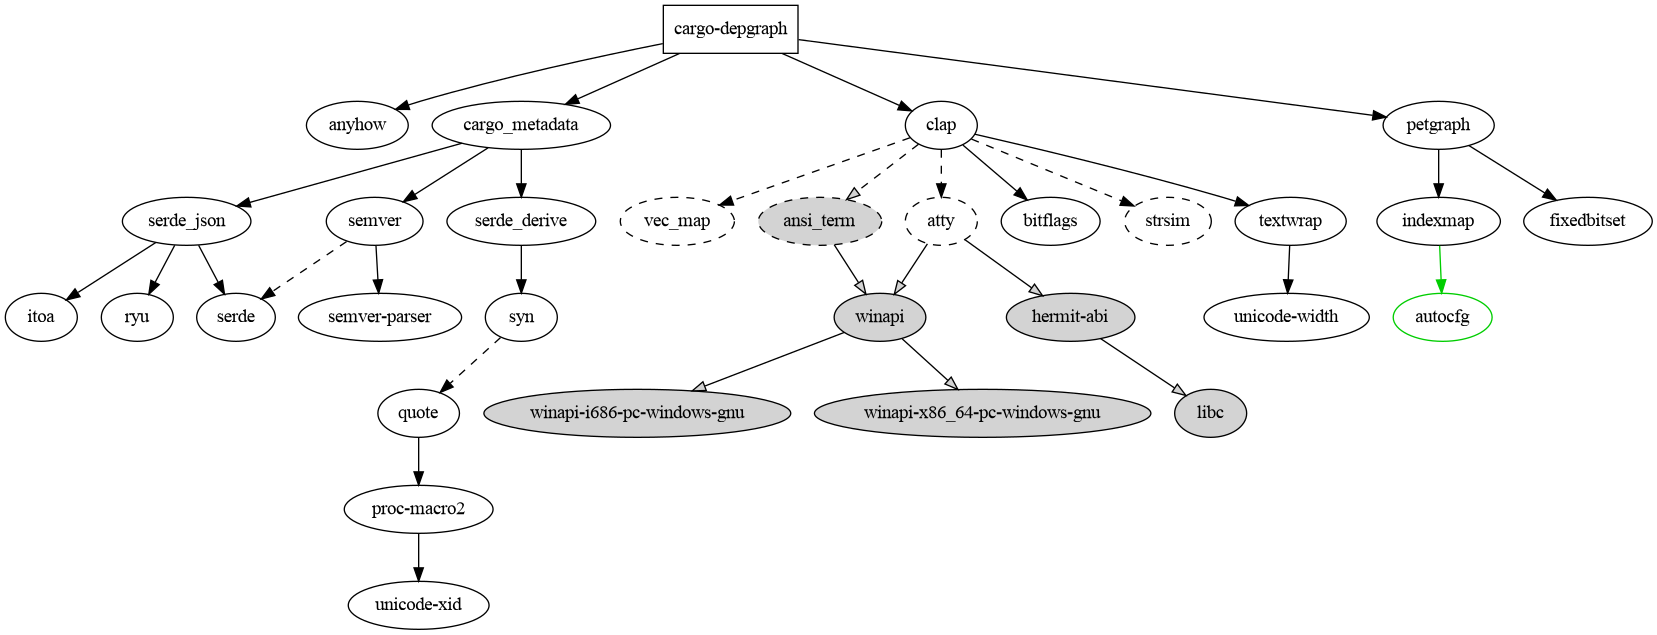 cargo-depgraph
anyhow
cargo_metadata
clap
petgraph
serde_json
semver
serde_derive
vec_map
ansi_term
atty
bitflags
strsim
textwrap
indexmap
fixedbitset
itoa
ryu
serde
semver-parser
syn
winapi
hermit-abi
unicode-width
autocfg
quote
winapi-i686-pc-windows-gnu
winapi-x86_64-pc-windows-gnu
libc
proc-macro2
unicode-xid